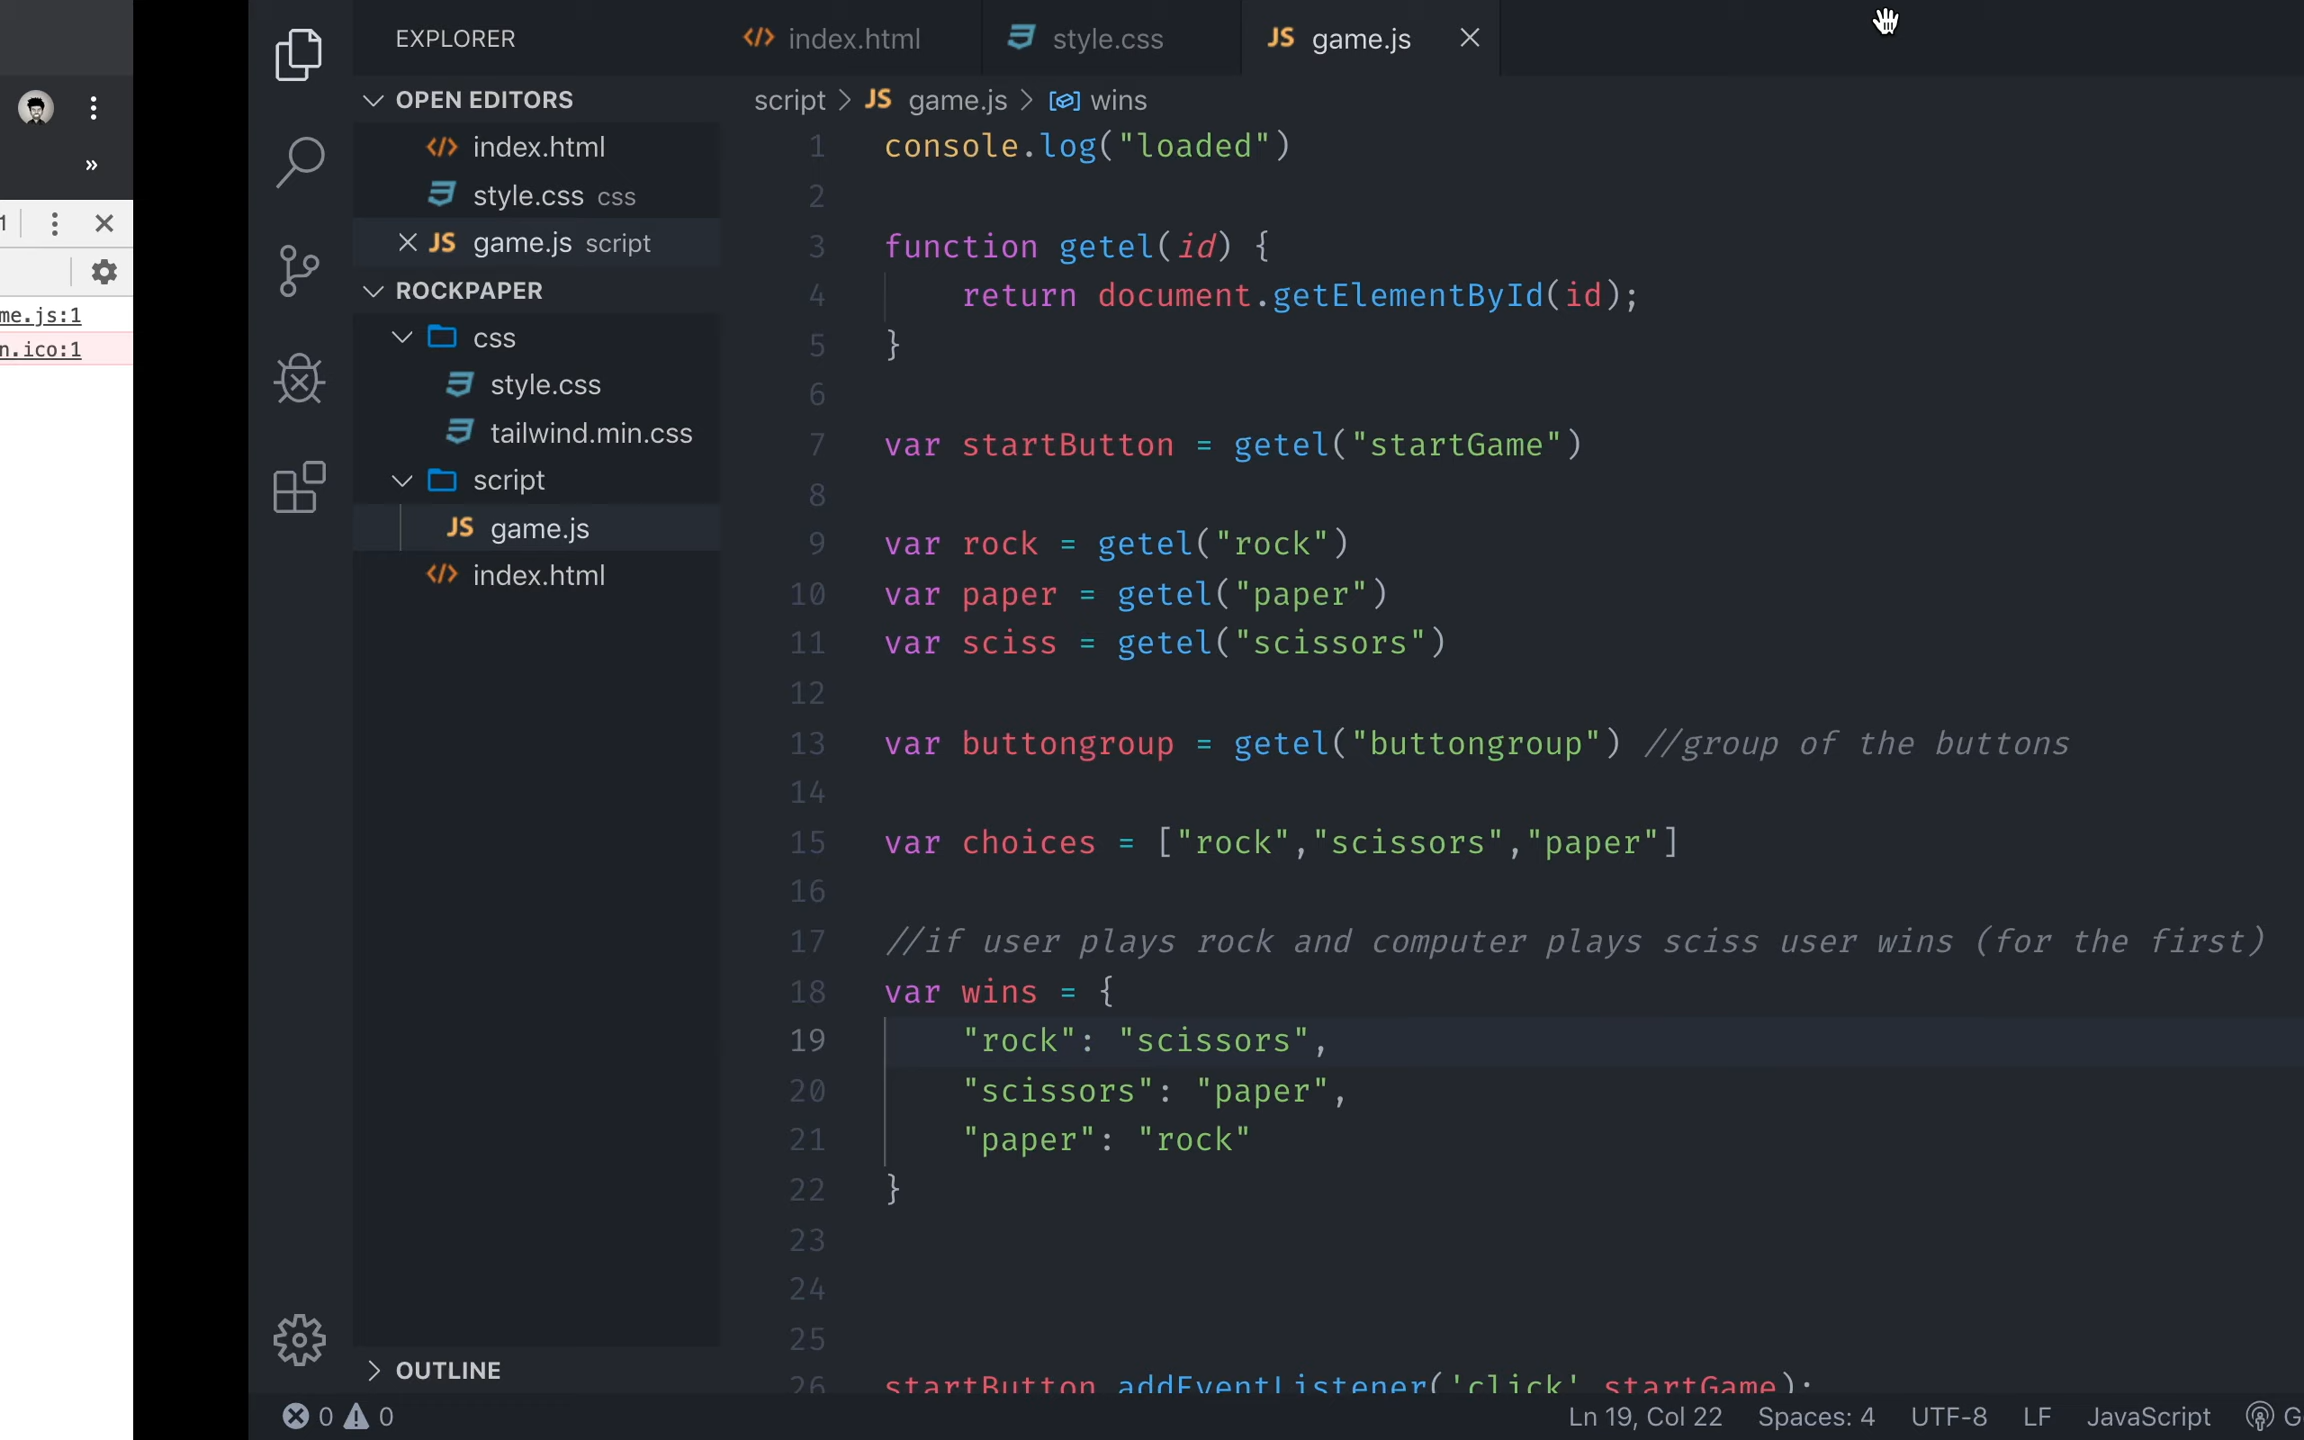 1
»
me.js:1
n.ico:1
EXPLORER
OPEN EDITORS
</> index.html
style.css css
JS game.js script
ROCKPAPER
css
style.css
tailwind.min.css
script
JS game.js
</> index.html
OUTLINE
</> index.html
style.css
JS game.js
script > JS game.js > wins
1 console.log("loaded")
2
3 function getel(id) {
4 return document.getElementById(id);
5 }
6
7 var startButton = getel("startGame")
8
9 var rock = getel("rock")
10 var paper = getel("paper")
11 var sciss = getel("scissors")
12
13 var buttongroup = getel("buttongroup") //group of the buttons
14
15 var choices = ["rock","scissors","paper"]
16
17 //if user plays rock and computer plays sciss user wins (for the first)
18 var wins = {
19 "rock": "scissors",
20 "scissors": "paper",
21 "paper": "rock"
22 }
23
24
25
26 startButton.addEventListener('click' startGame);
0 0
Ln 19, Col 22 Spaces: 4 UTF-8 LF JavaScript G